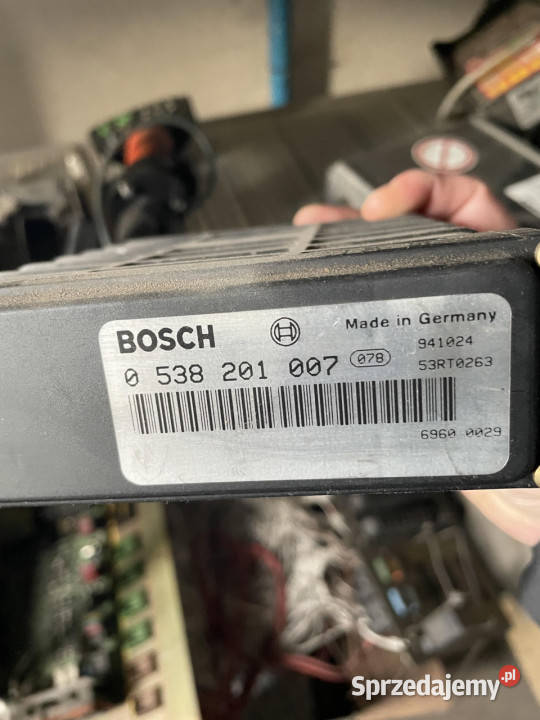 BOSCH
Made in Germany
0 538 201 007 078
941024
53RT0263
6960 0029
Sprzedajemy.pl